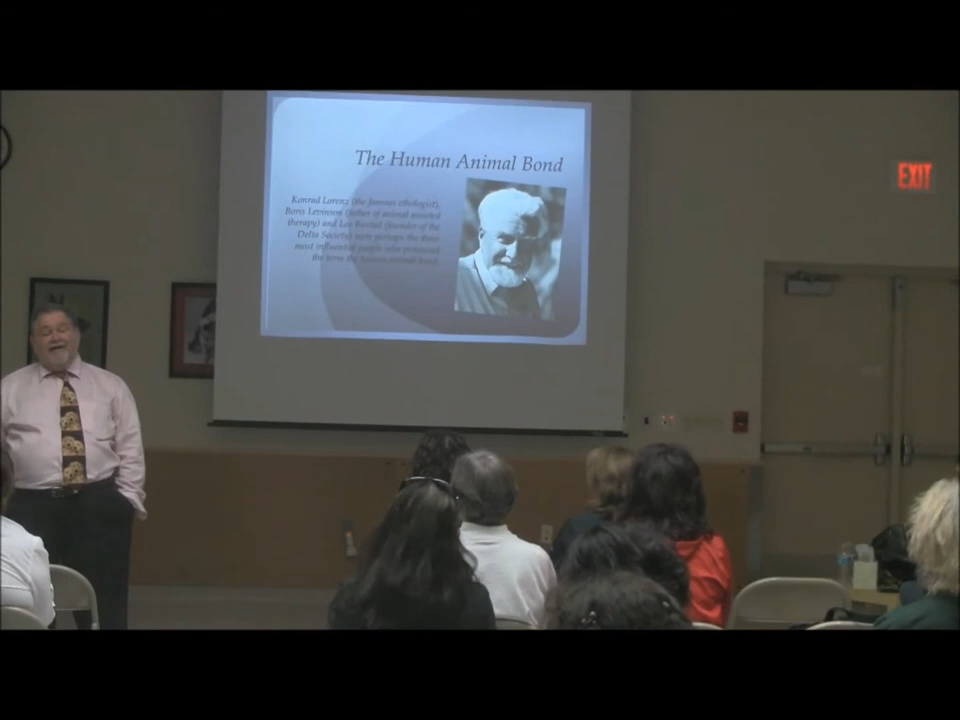 The Human Animal Bond
Konrad Lorenz (the famous ethologist),
Boris Levinson (father of animal assisted
therapy) and Leo Bustad (founder of the
Delta Society) were perhaps the three
most influential people who promoted
the term the human-animal bond.
EXIT